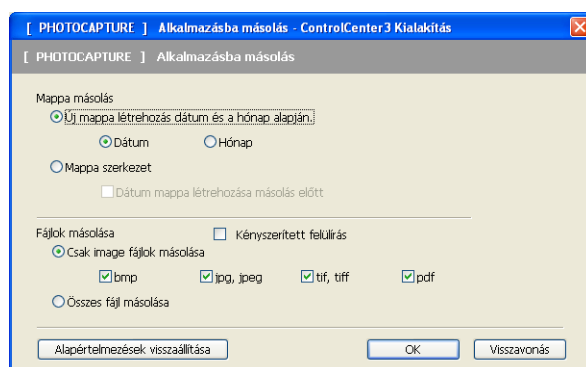 [ PHOTOCAPTURE ] Alkalmazásba másolás - ControlCenter3 Kialakítás
[ PHOTOCAPTURE ] Alkalmazásba másolás
Mappa másolás
Új mappa létrehozás dátum és a hónap alapján.
Dátum Hónap
Mappa szerkezet
Dátum mappa létrehozása másolás előtt
Fájlok másolása Kényszerített felülírás
Csak image fájlok másolása
bmp jpg, jpeg tif, tiff pdf
Összes fájl másolása
Alapértelmezések visszaállítása OK Visszavonás